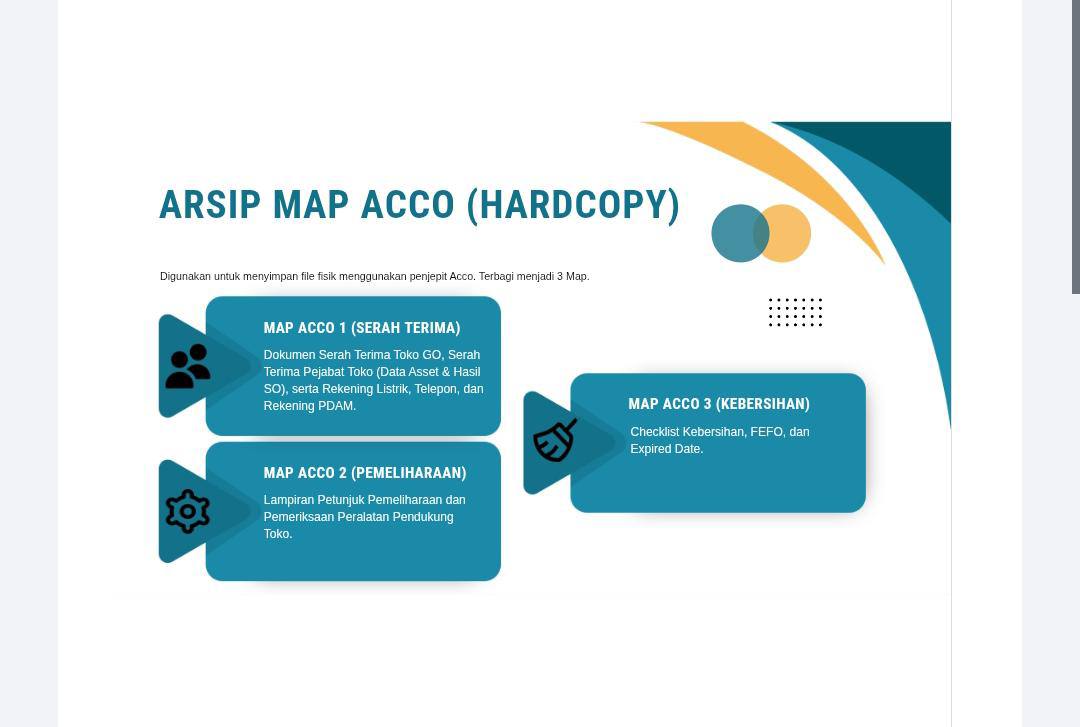 ARSIP MAP ACCO (HARDCOPY)
Digunakan untuk menyimpan file fisik menggunakan penjepit Acco. Terbagi menjadi 3 Map.
MAP ACCO 1 (SERAH TERIMA)
Dokumen Serah Terima Toko GO, Serah
Terima Pejabat Toko (Data Asset & Hasil
SO), serta Rekening Listrik, Telepon, dan
Rekening PDAM.
MAP ACCO 2 (PEMELIHARAAN)
Lampiran Petunjuk Pemeliharaan dan
Pemeriksaan Peralatan Pendukung
Toko.
MAP ACCO 3 (KEBERSIHAN)
Checklist Kebersihan, FEFO, dan
Expired Date.